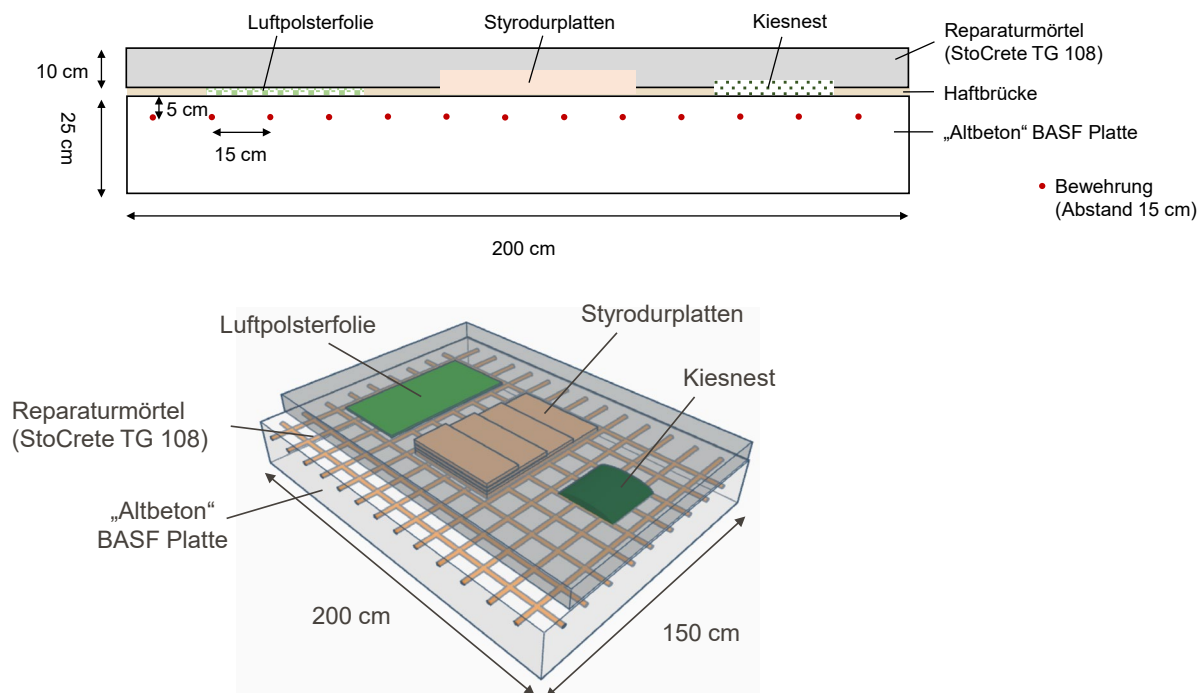 Luftpolsterfolie
Styrodurplatten
Kiesnest
Reparaturmörtel
(StoCrete TG 108)
10 cm
Haftbrücke
5 cm
25 cm
15 cm
„Altbeton“ BASF Platte
Bewehrung
(Abstand 15 cm)
200 cm
Luftpolsterfolie
Styrodurplatten
Kiesnest
Reparaturmörtel
(StoCrete TG 108)
„Altbeton“
BASF Platte
200 cm
150 cm